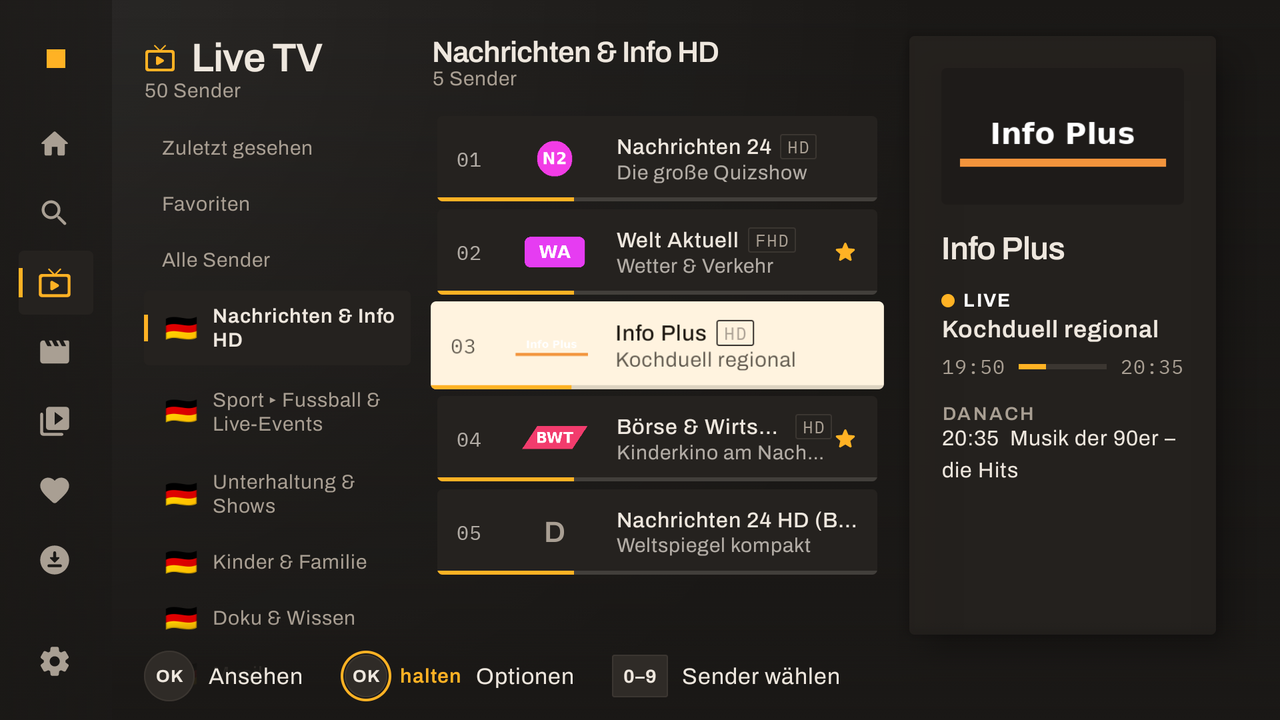 Live TV
50 Sender
Zuletzt gesehen
Favoriten
Alle Sender
Nachrichten & Info
HD
Sport ▸ Fussball &
Live-Events
Unterhaltung &
Shows
Kinder & Familie
Doku & Wissen
Nachrichten & Info HD
5 Sender
01 N2 Nachrichten 24 HD
Die große Quizshow
02 WA Welt Aktuell FHD
Wetter & Verkehr
03 Info Plus Info Plus HD
Kochduell regional
04 BWT Börse & Wirts... HD
Kinderkino am Nach...
05 D Nachrichten 24 HD (B...
Weltspiegel kompakt
Info Plus
Info Plus
LIVE
Kochduell regional
19:50 20:35
DANACH
20:35 Musik der 90er –
die Hits
OK Ansehen OK halten Optionen 0–9 Sender wählen